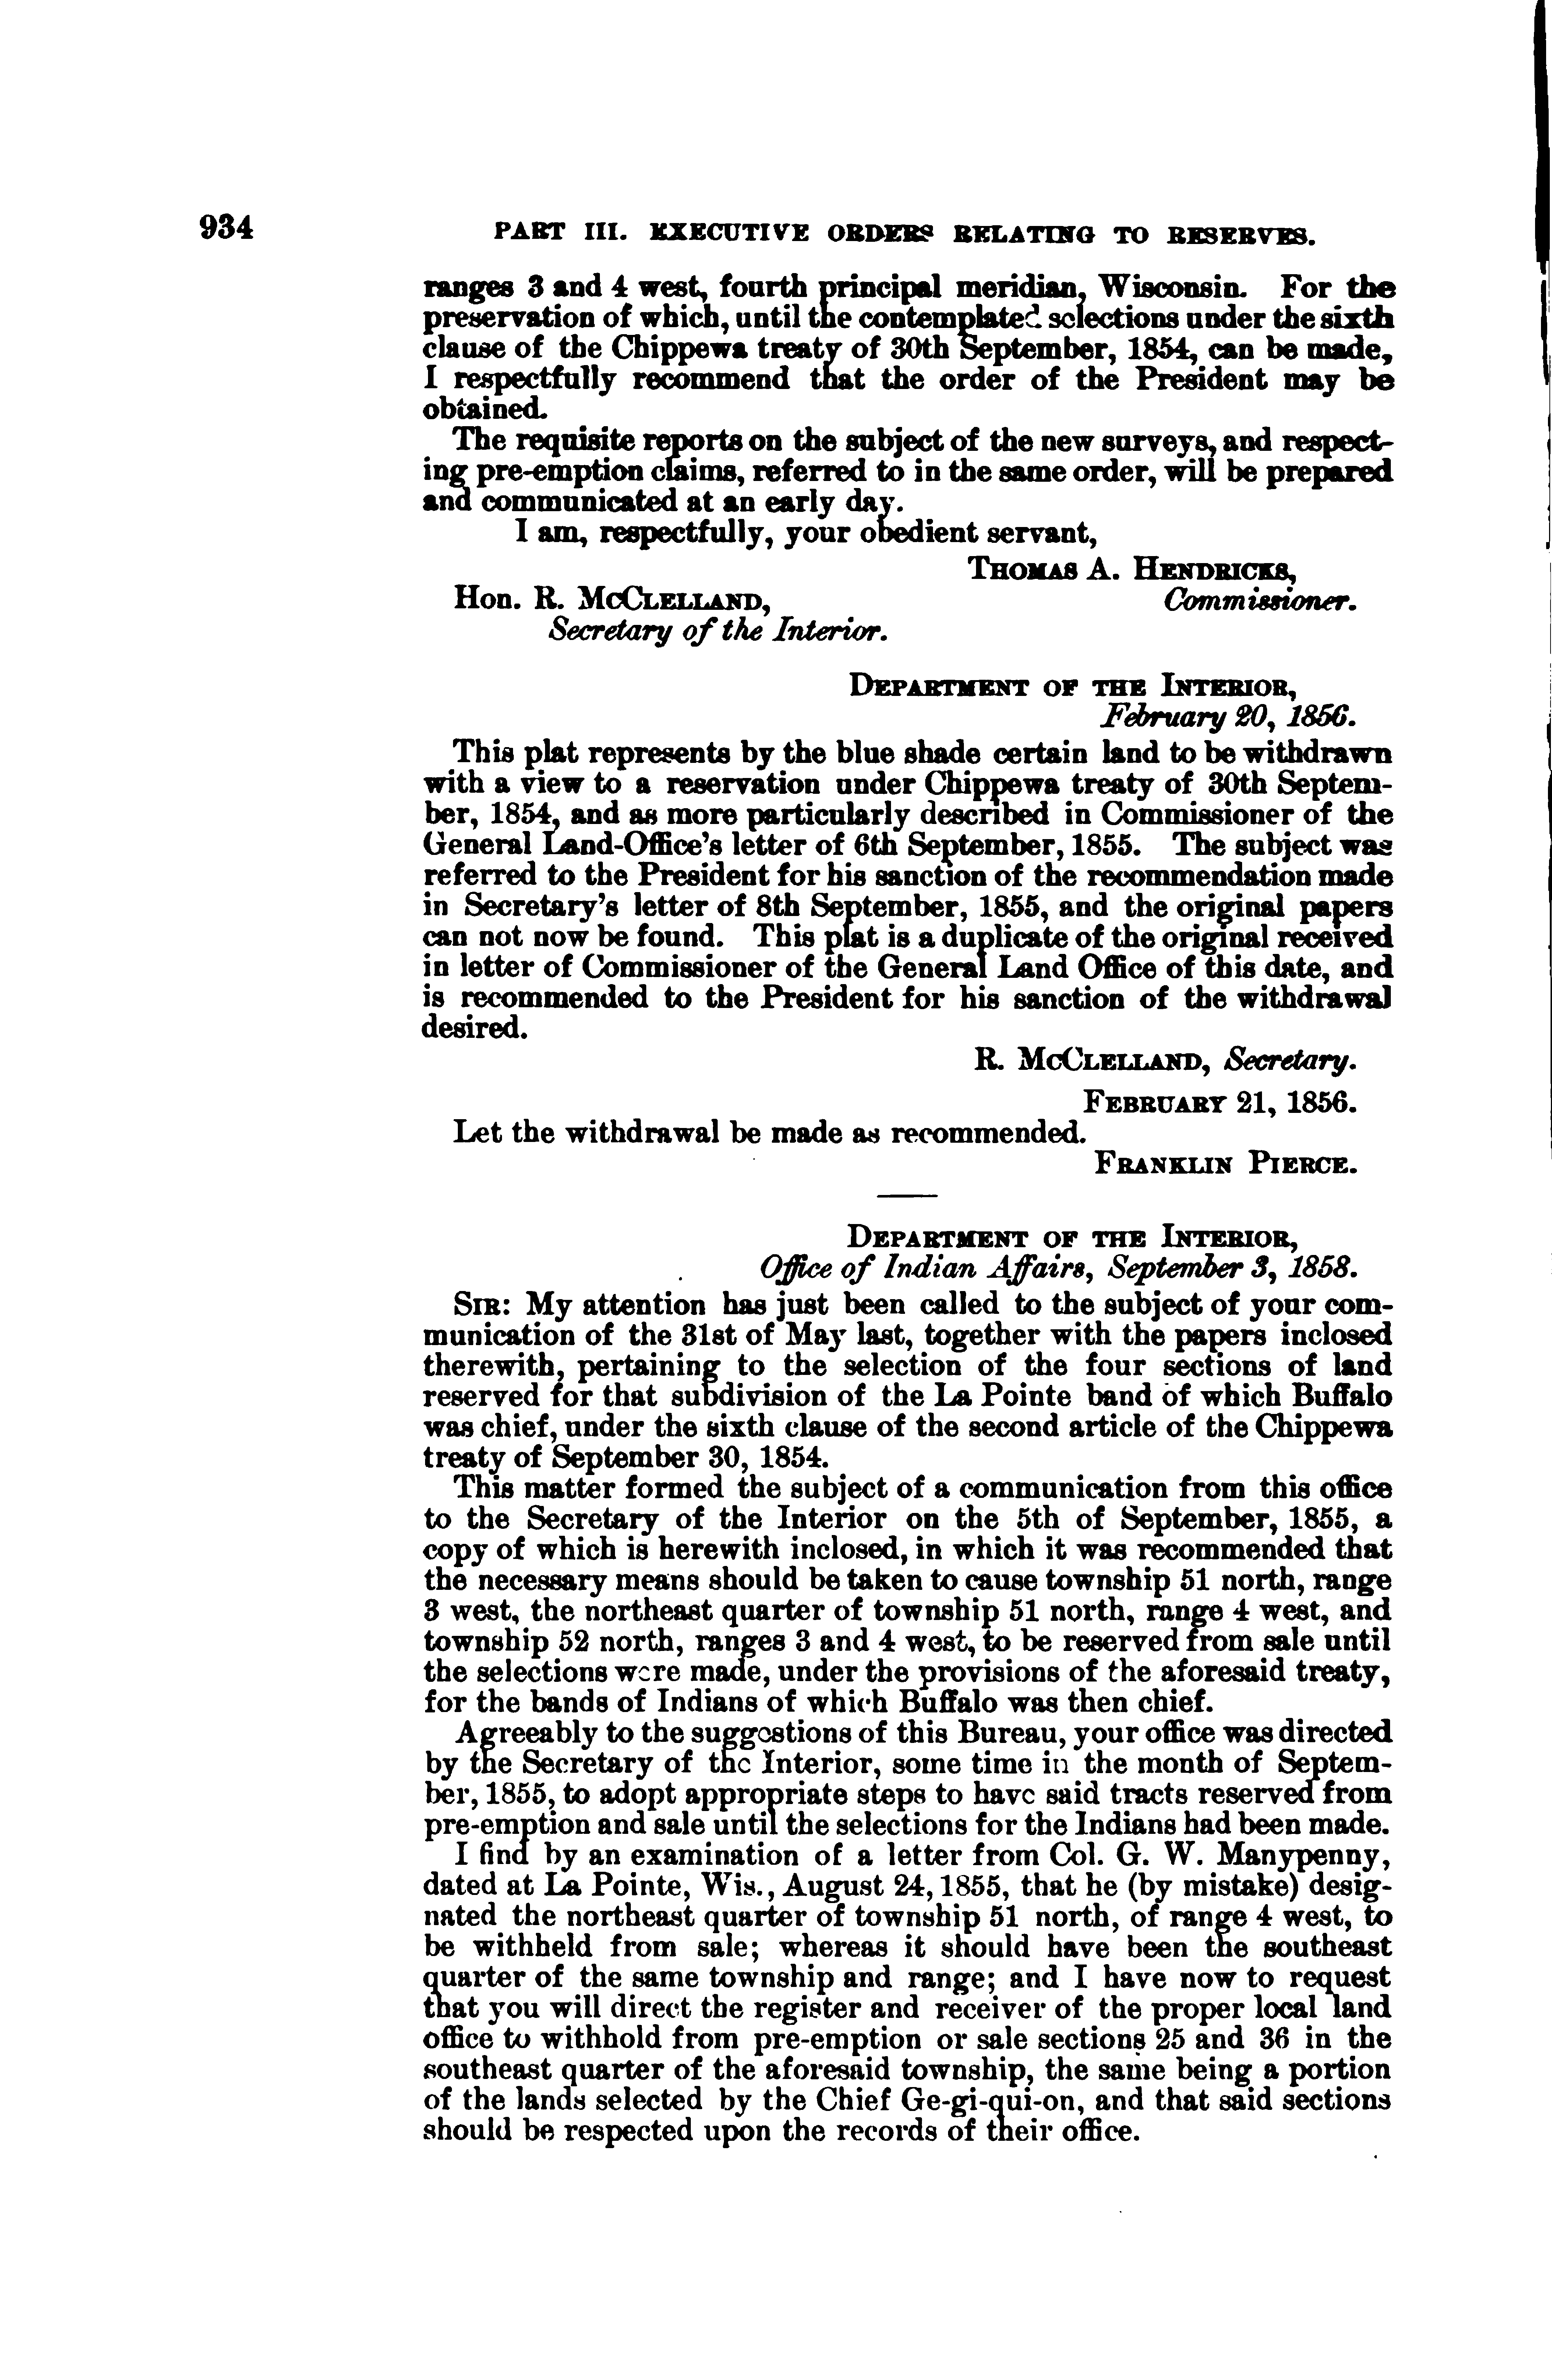 934
PART III. EXECUTIVE ORDERS RELATING TO RESERVES.
ranges 3 and 4 west, fourth principal meridian, Wisconsin. For the
preservation of which, until the contemplated selections under the sixth
clause of the Chippewa treaty of 30th September, 1854, can be made,
I respectfully recommend that the order of the President may be
obtained.
The requisite reports on the subject of the new surveys, and respect-
ing pre-emption claims, referred to in the same order, will be prepared
and communicated at an early day.
I am, respectfully, your obedient servant,
THOMAS A. HENDRICKS,
Hon. R. MCCLELLAND, Commissioner.
Secretary of the Interior.
DEPARTMENT OF THE INTERIOR,
February 20, 1856.
This plat represents by the blue shade certain land to be withdrawn
with a view to a reservation under Chippewa treaty of 30th Septem-
ber, 1854, and as more particularly described in Commissioner of the
General Land-Office's letter of 6th September, 1855. The subject was
referred to the President for his sanction of the recommendation made
in Secretary's letter of 8th September, 1855, and the original papers
can not now be found. This plat is a duplicate of the original received
in letter of Commissioner of the General Land Office of this date, and
is recommended to the President for his sanction of the withdrawal
desired.
R. MCCLELLAND, Secretary.
FEBRUARY 21, 1856.
Let the withdrawal be made as recommended.
FRANKLIN PIERCE.
DEPARTMENT OF THE INTERIOR,
Office of Indian Affairs, September 3, 1858.
SIR: My attention has just been called to the subject of your com-
munication of the 31st of May last, together with the papers inclosed
therewith, pertaining to the selection of the four sections of land
reserved for that subdivision of the La Pointe band of which Buffalo
was chief, under the sixth clause of the second article of the Chippewa
treaty of September 30, 1854.
This matter formed the subject of a communication from this office
to the Secretary of the Interior on the 5th of September, 1855, a
copy of which is herewith inclosed, in which it was recommended that
the necessary means should be taken to cause township 51 north, range
3 west, the northeast quarter of township 51 north, range 4 west, and
township 52 north, ranges 3 and 4 west, to be reserved from sale until
the selections were made, under the provisions of the aforesaid treaty,
for the bands of Indians of which Buffalo was then chief.
Agreeably to the suggestions of this Bureau, your office was directed
by the Secretary of the Interior, some time in the month of Septem-
ber, 1855, to adopt appropriate steps to have said tracts reserved from
pre-emption and sale until the selections for the Indians had been made.
I find by an examination of a letter from Col. G. W. Manypenny,
dated at La Pointe, Wis., August 24, 1855, that he (by mistake) desig-
nated the northeast quarter of township 51 north, of range 4 west, to
be withheld from sale; whereas it should have been the southeast
quarter of the same township and range; and I have now to request
that you will direct the register and receiver of the proper local land
office to withhold from pre-emption or sale sections 25 and 36 in the
southeast quarter of the aforesaid township, the same being a portion
of the lands selected by the Chief Ge-gi-qui-on, and that said sections
should be respected upon the records of their office.